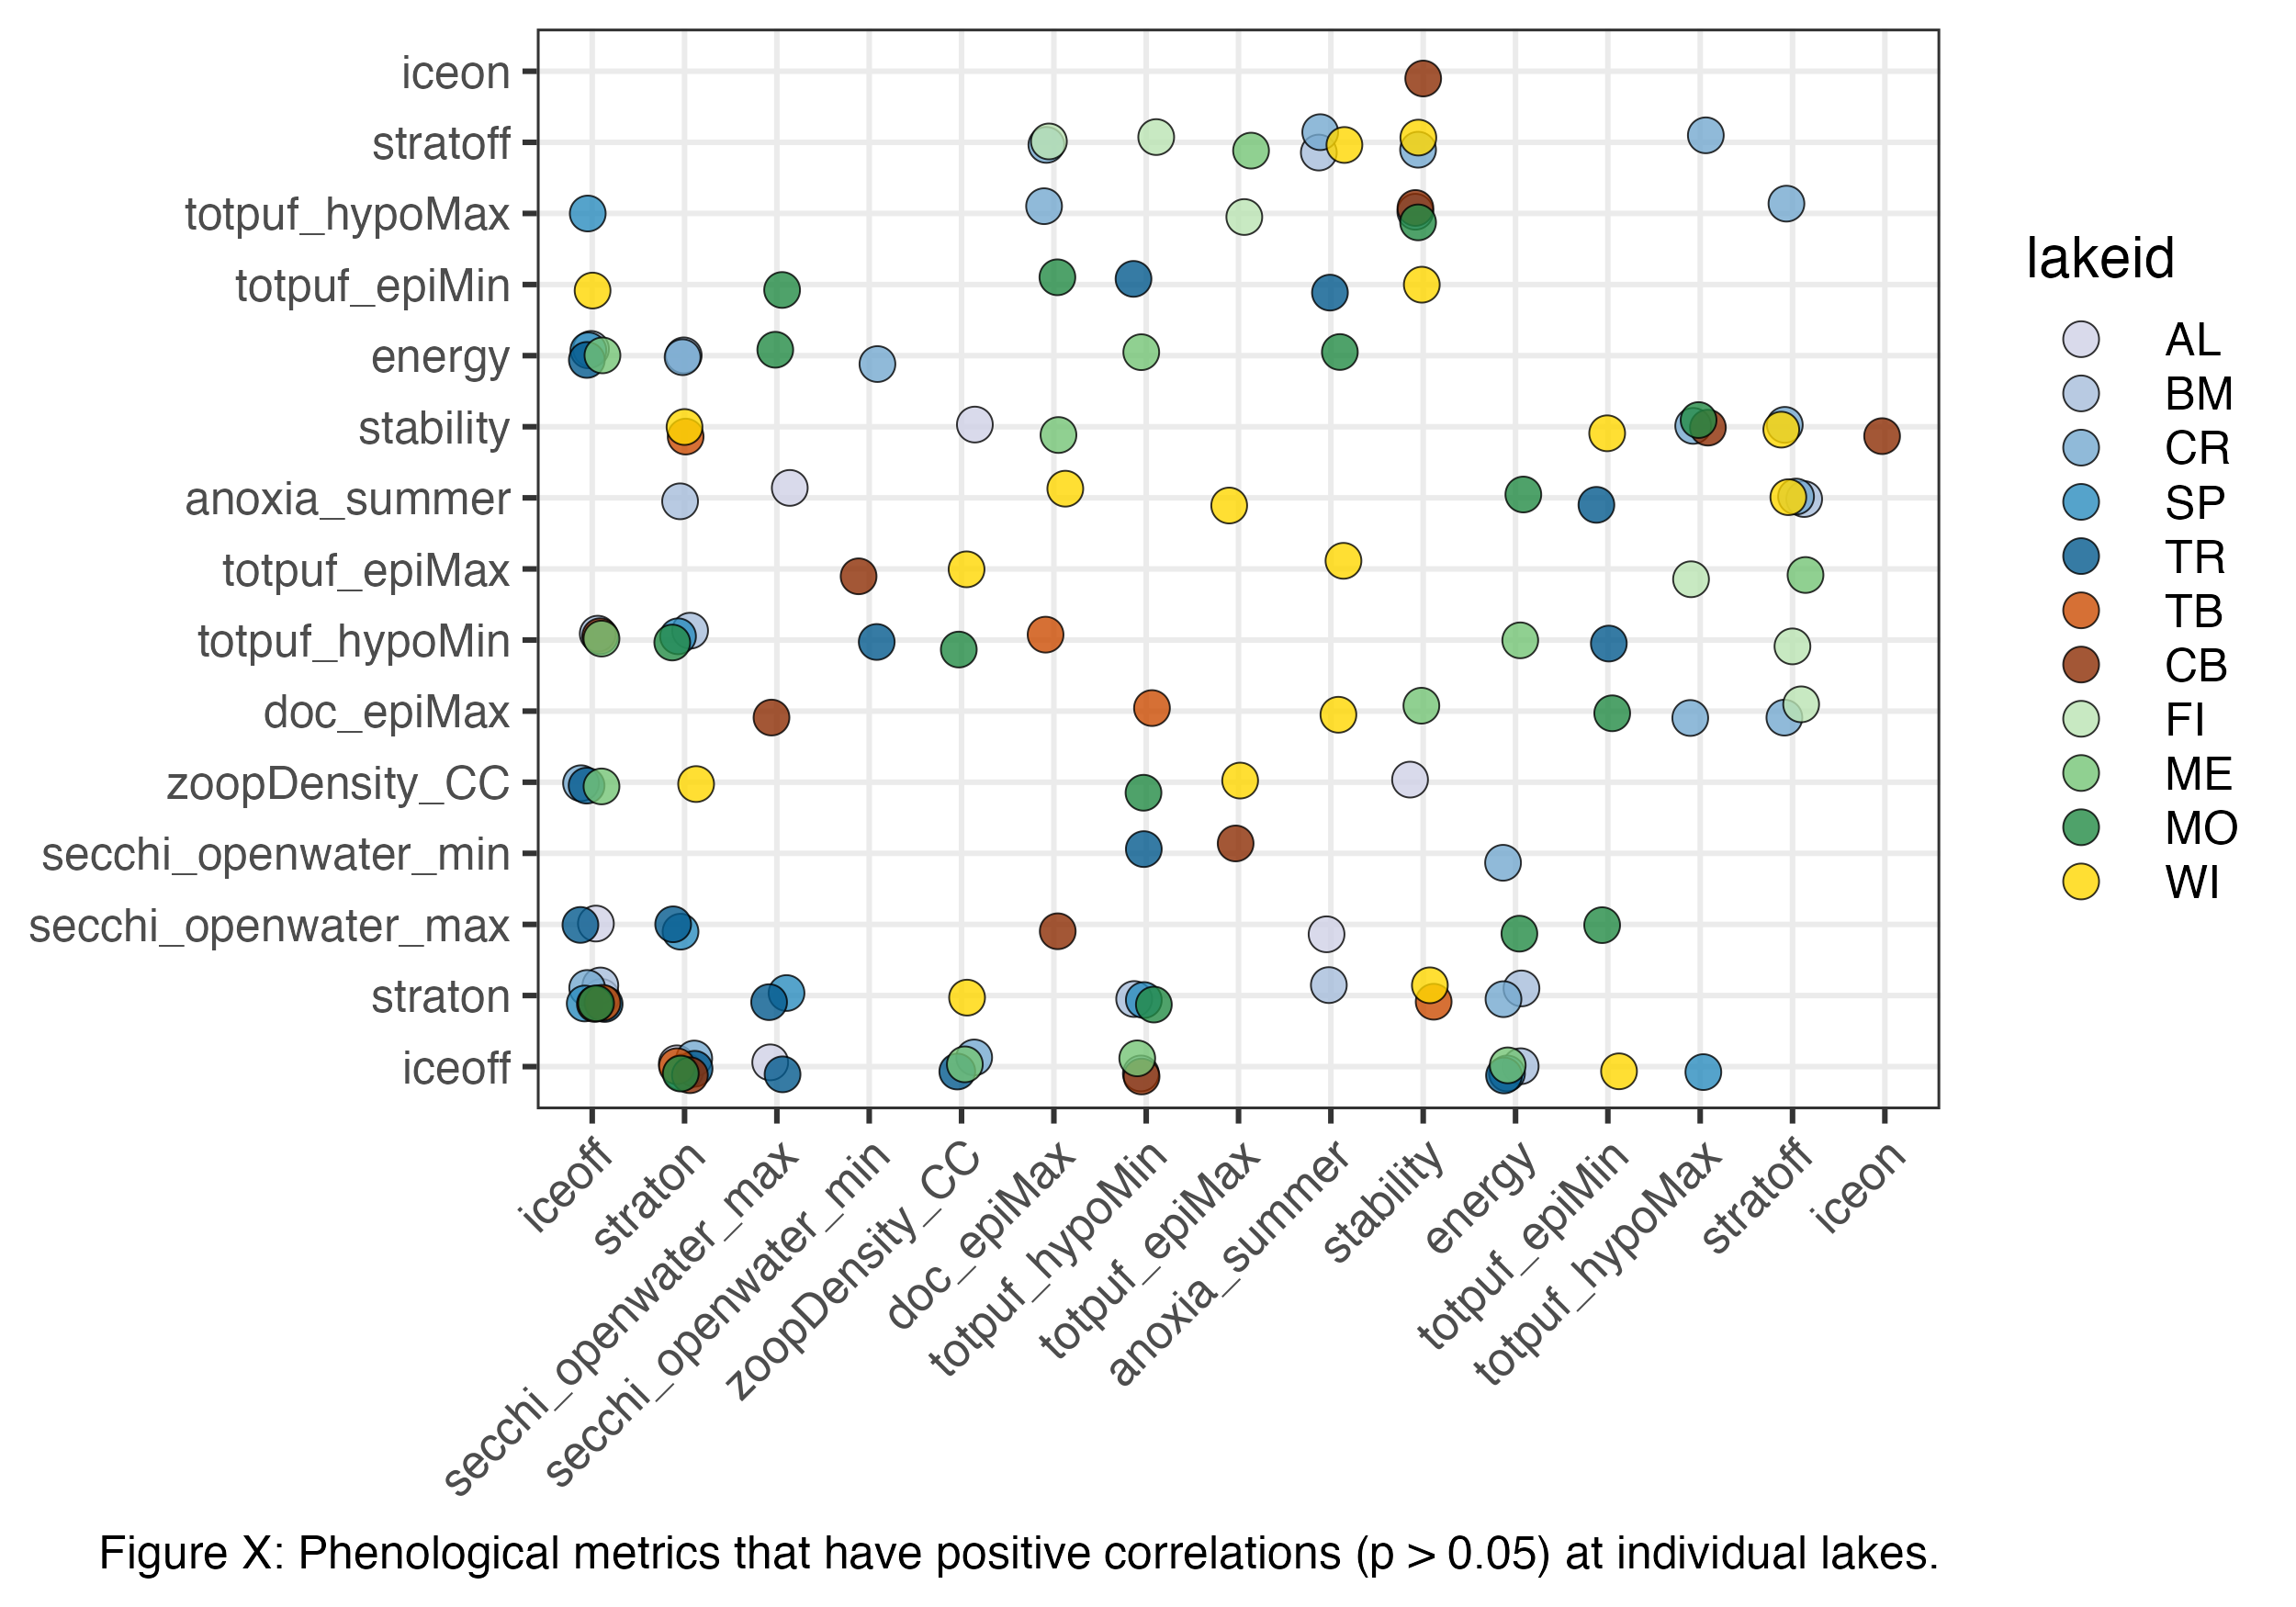 iceon
stratoff
totpuf_hypoMax
totpuf_epiMin
energy
stability
anoxia_summer
totpuf_epiMax
totpuf_hypoMin
doc_epiMax
zoopDensity_CC
secchi_openwater_min
secchi_openwater_max
straton
iceoff
iceoff
straton
secchi_openwater_max
secchi_openwater_min
zoopDensity_CC
doc_epiMax
totpuf_hypoMin
totpuf_epiMax
anoxia_summer
stability
energy
totpuf_epiMin
totpuf_hypoMax
stratoff
iceon
lakeid
AL
BM
CR
SP
TR
TB
CB
FI
ME
MO
WI
Figure X: Phenological metrics that have positive correlations (p > 0.05) at individual lakes.